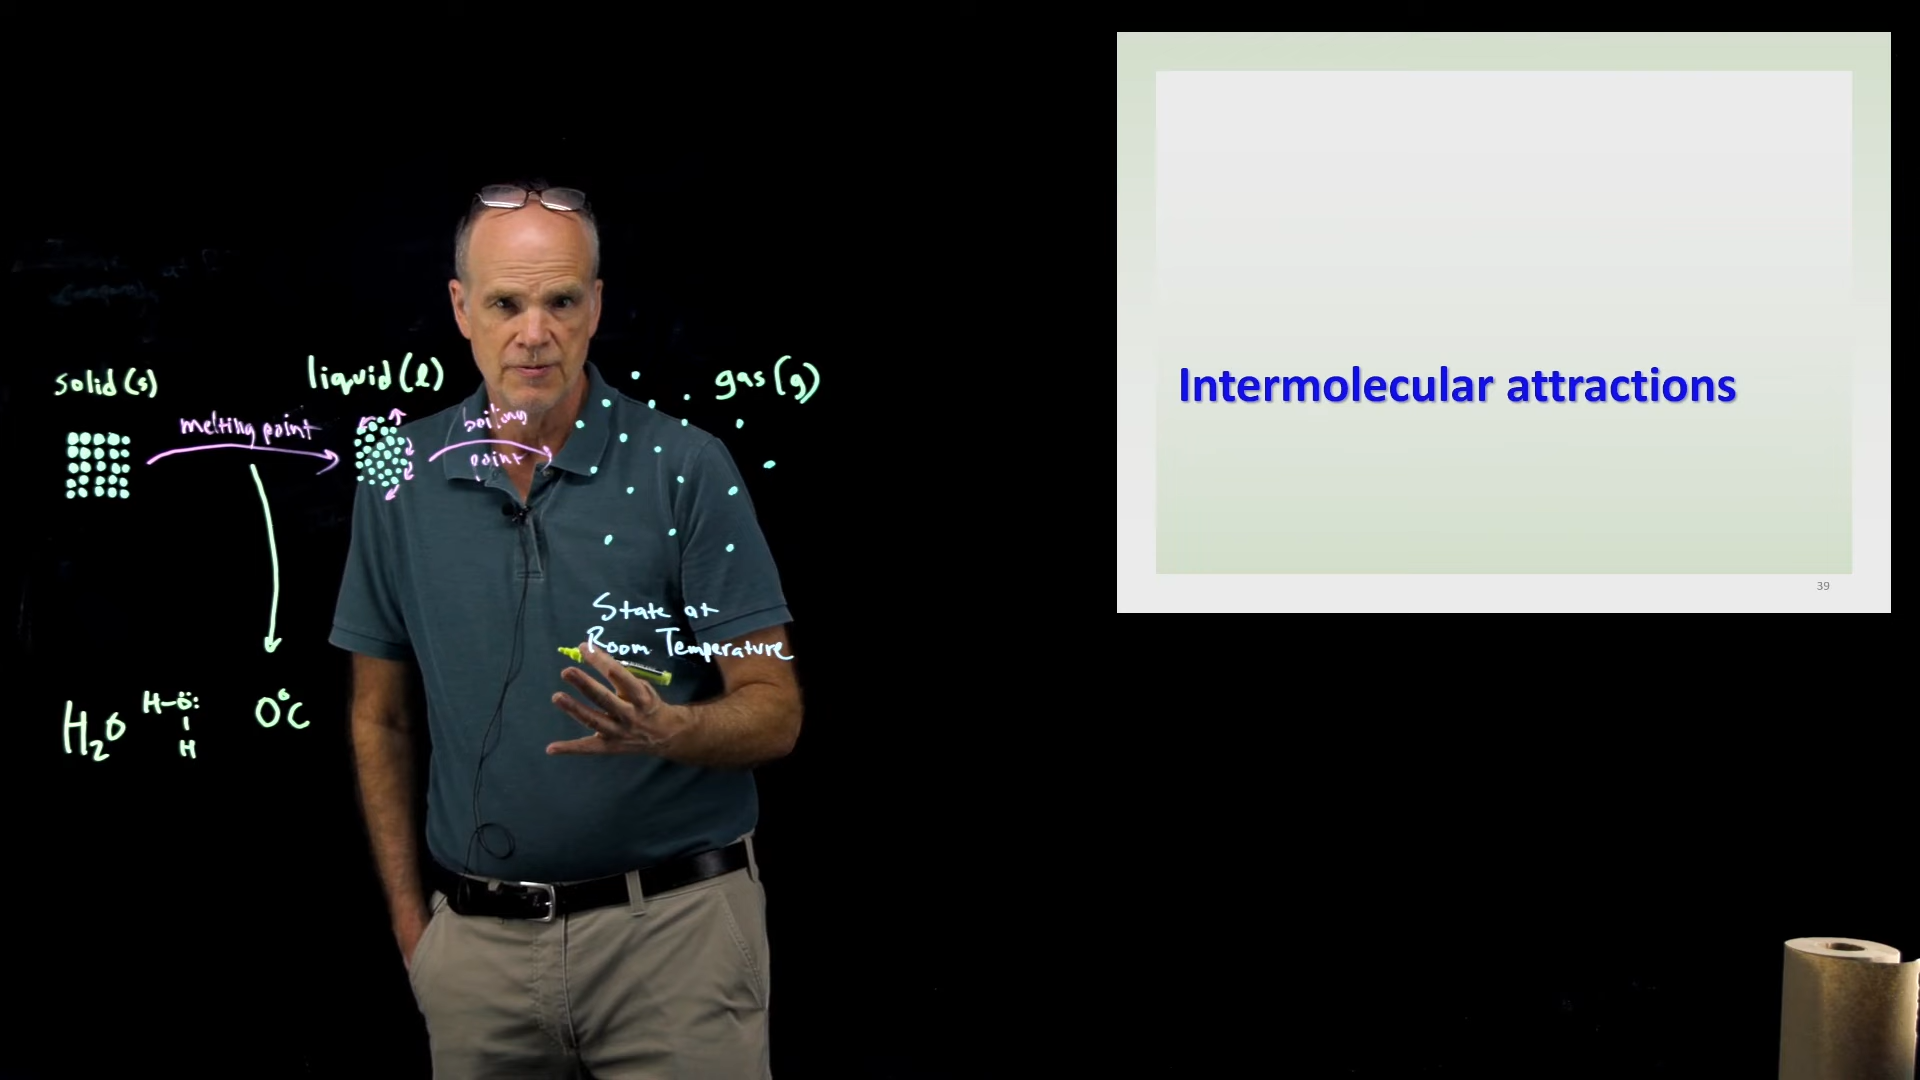 solid (s)
liquid (l)
gas (g)
melting point
boiling
point
State at
Room Temperature
H₂O
H–Ö:
H
0°C
Intermolecular attractions
39